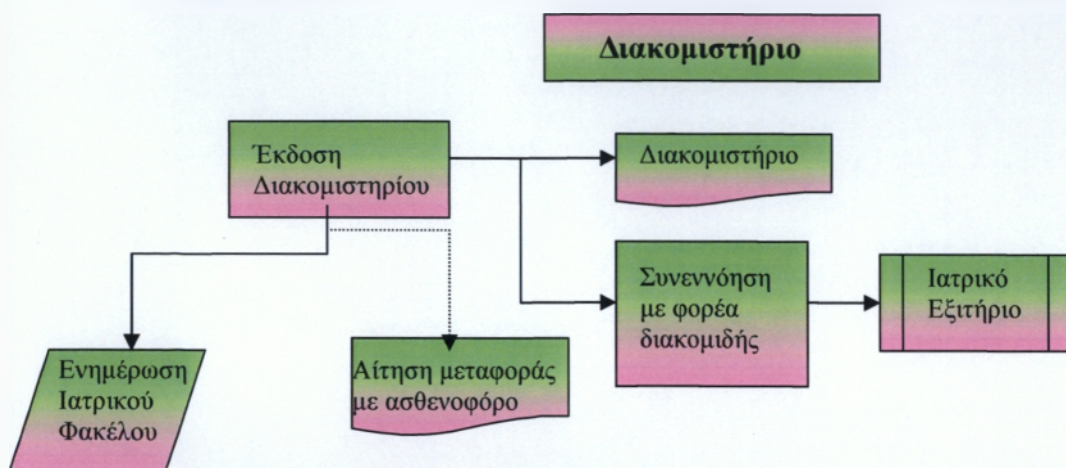 Διακομιστήριο
Έκδοση
Διακομιστηρίου
Διακομιστήριο
Συνεννόηση
με φορέα
διακομιδής
Ιατρικό
Εξιτήριο
Ενημέρωση
Ιατρικού
Φακέλου
Αίτηση μεταφοράς
με ασθενοφόρο